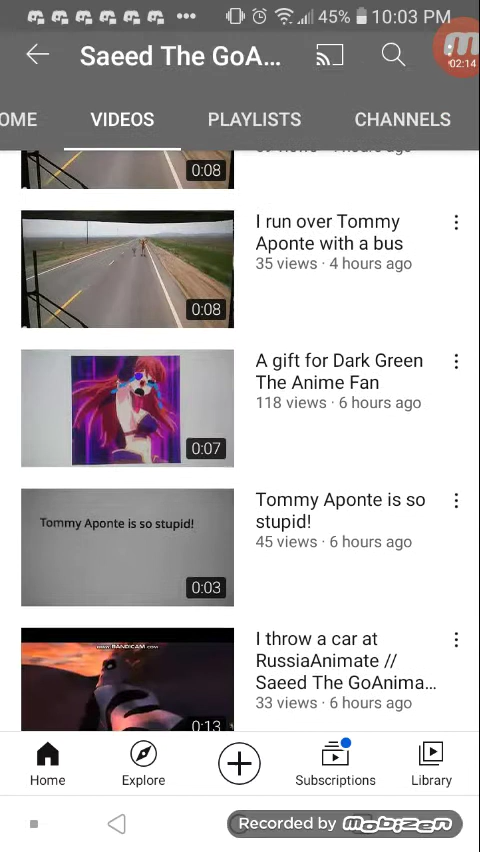 45% 10:03 PM
Saeed The GoA...
02:14
OME VIDEOS PLAYLISTS CHANNELS
0:08
I run over Tommy
Aponte with a bus
35 views · 4 hours ago
0:08
A gift for Dark Green
The Anime Fan
118 views · 6 hours ago
0:07
Tommy Aponte is so stupid!
Tommy Aponte is so
stupid!
45 views · 6 hours ago
0:03
www.BANDICAM.com
I throw a car at
RussiaAnimate //
Saeed The GoAnima...
33 views · 6 hours ago
0:13
Home Explore Subscriptions Library
Recorded by mobizen